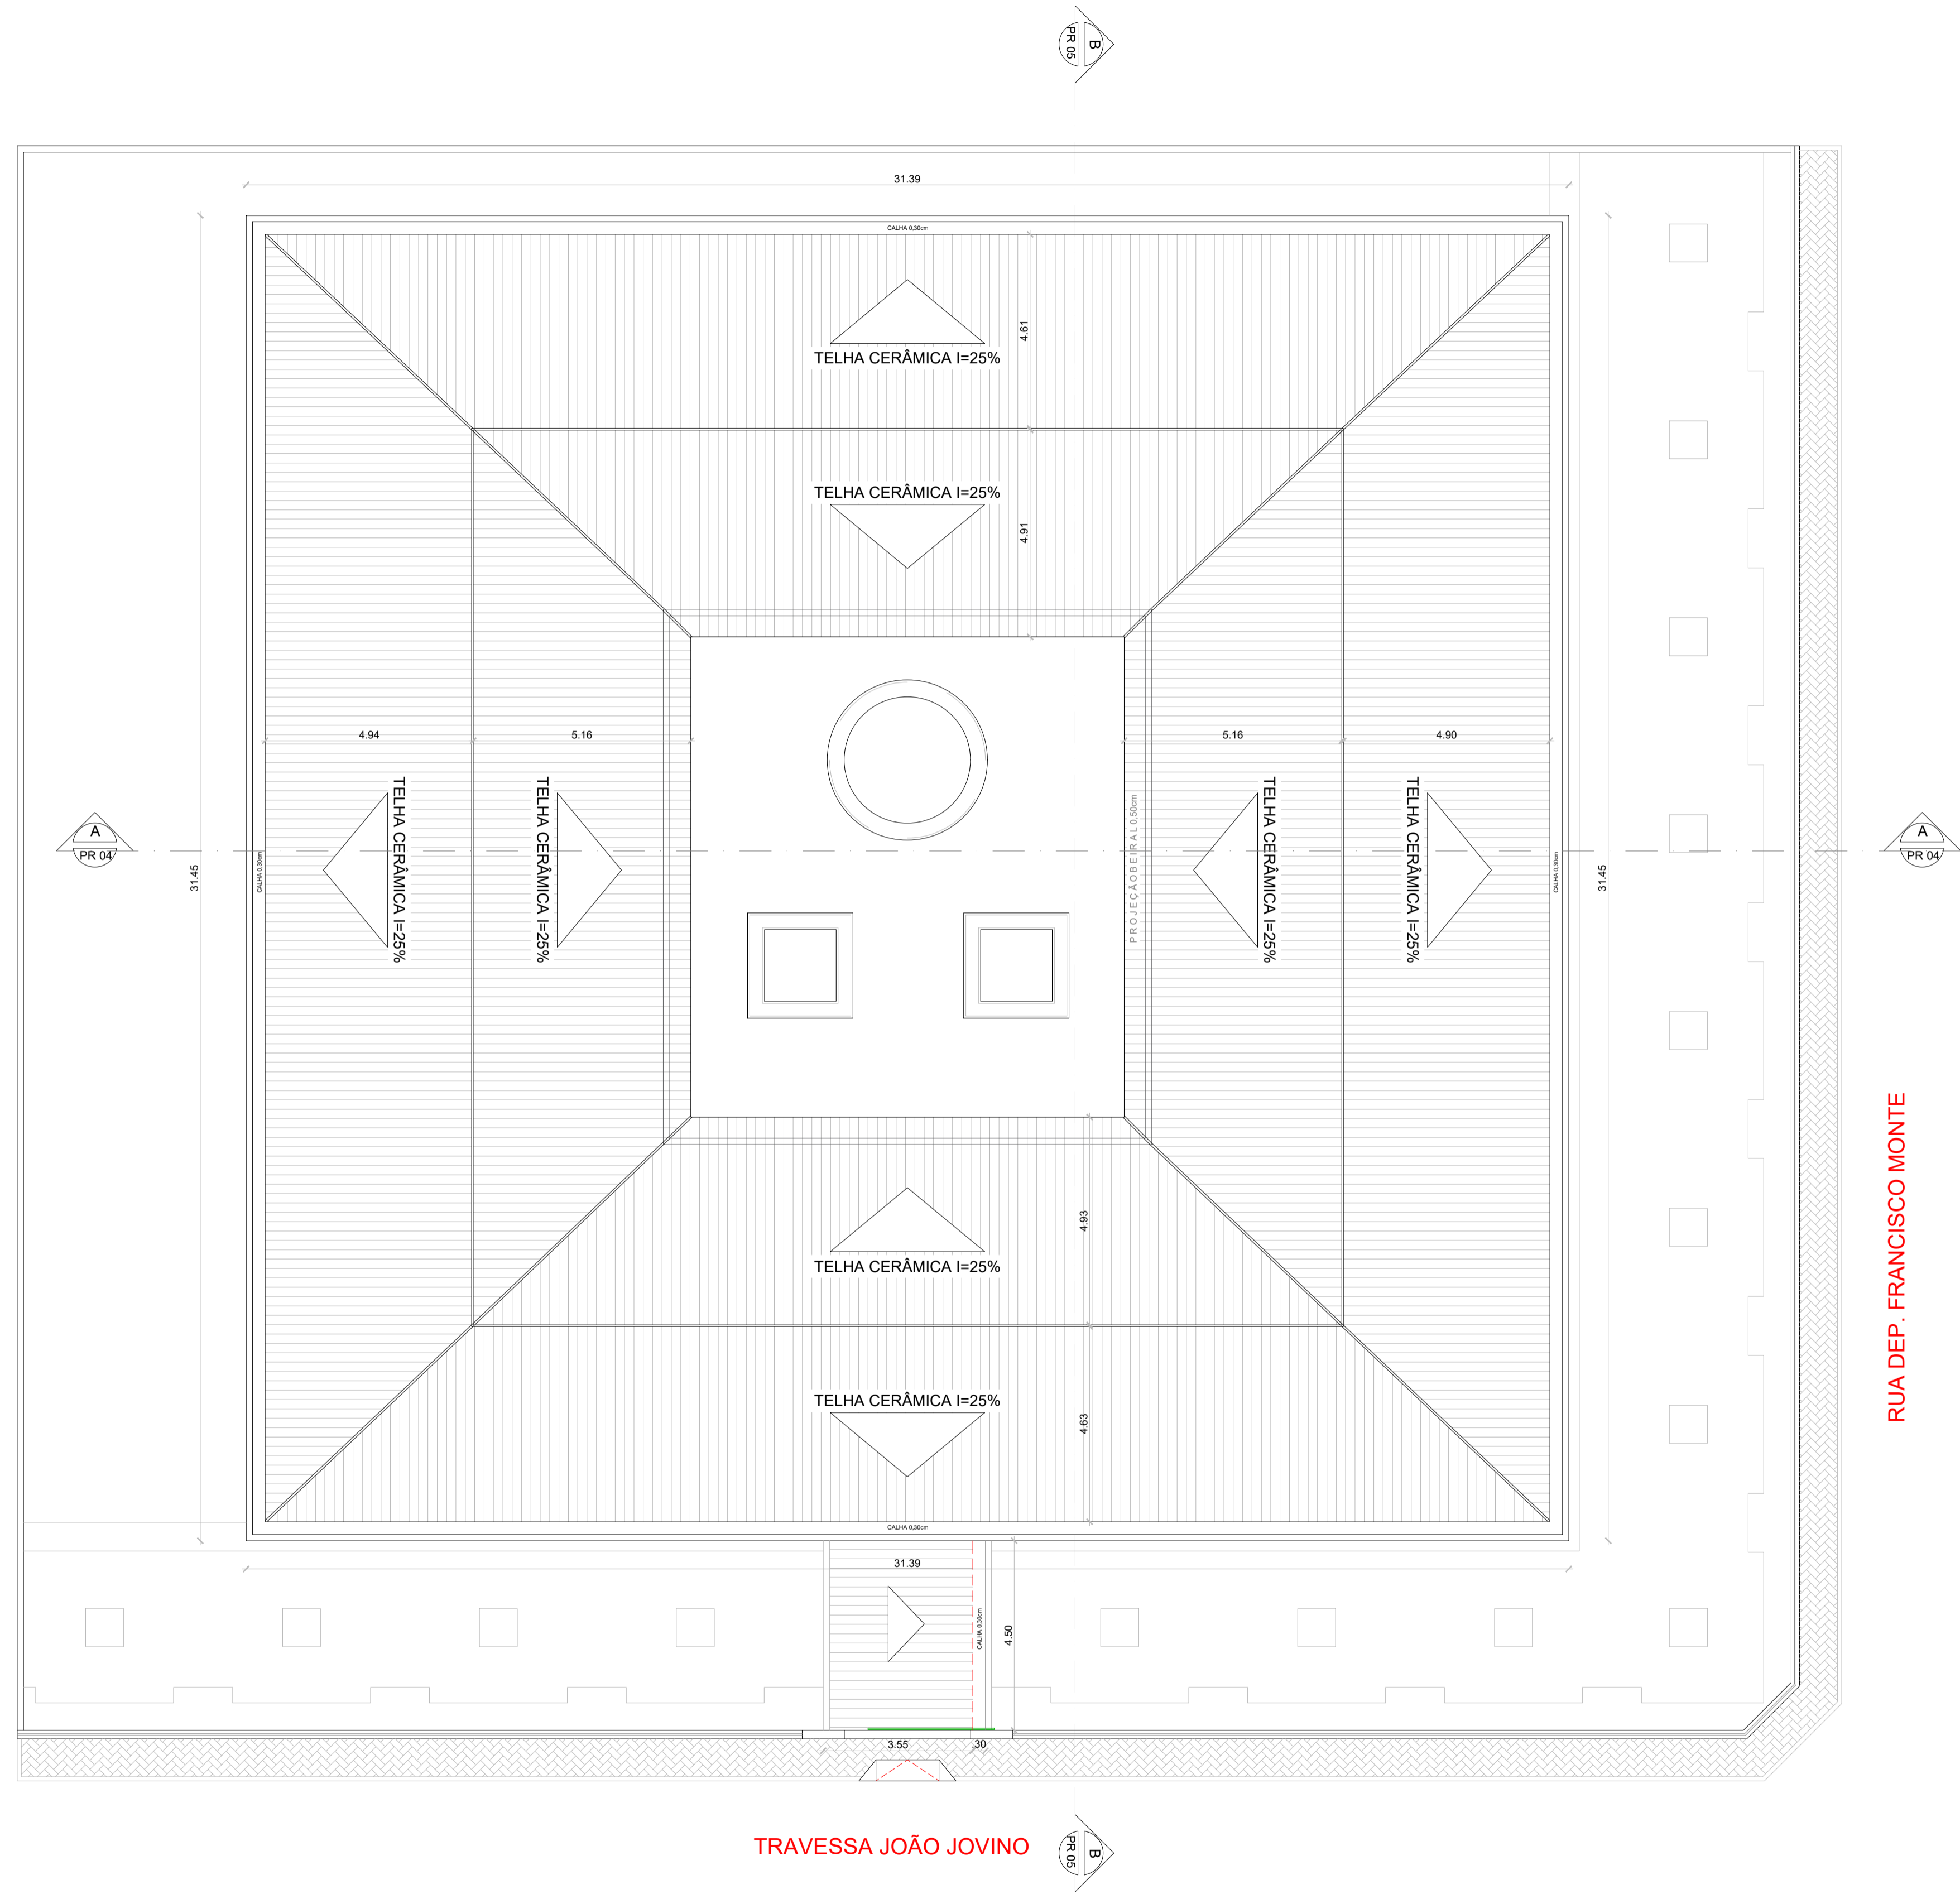 B
PR 05
31.39
CALHA 0,30cm
4.61
TELHA CERÂMICA I=25%
TELHA CERÂMICA I=25%
4.91
4.94
5.16
5.16
4.90
TELHA CERÂMICA I=25%
TELHA CERÂMICA I=25%
PROJEÇÃO BEIRAL 0.50cm
TELHA CERÂMICA I=25%
TELHA CERÂMICA I=25%
A
PR 04
A
PR 04
31.45
CALHA 0,30cm
CALHA 0,30cm
31.45
4.93
TELHA CERÂMICA I=25%
TELHA CERÂMICA I=25%
4.63
RUA DEP. FRANCISCO MONTE
CALHA 0,30cm
31.39
CALHA 0,30cm
4.50
3.55
.30
TRAVESSA JOÃO JOVINO
B
PR 05